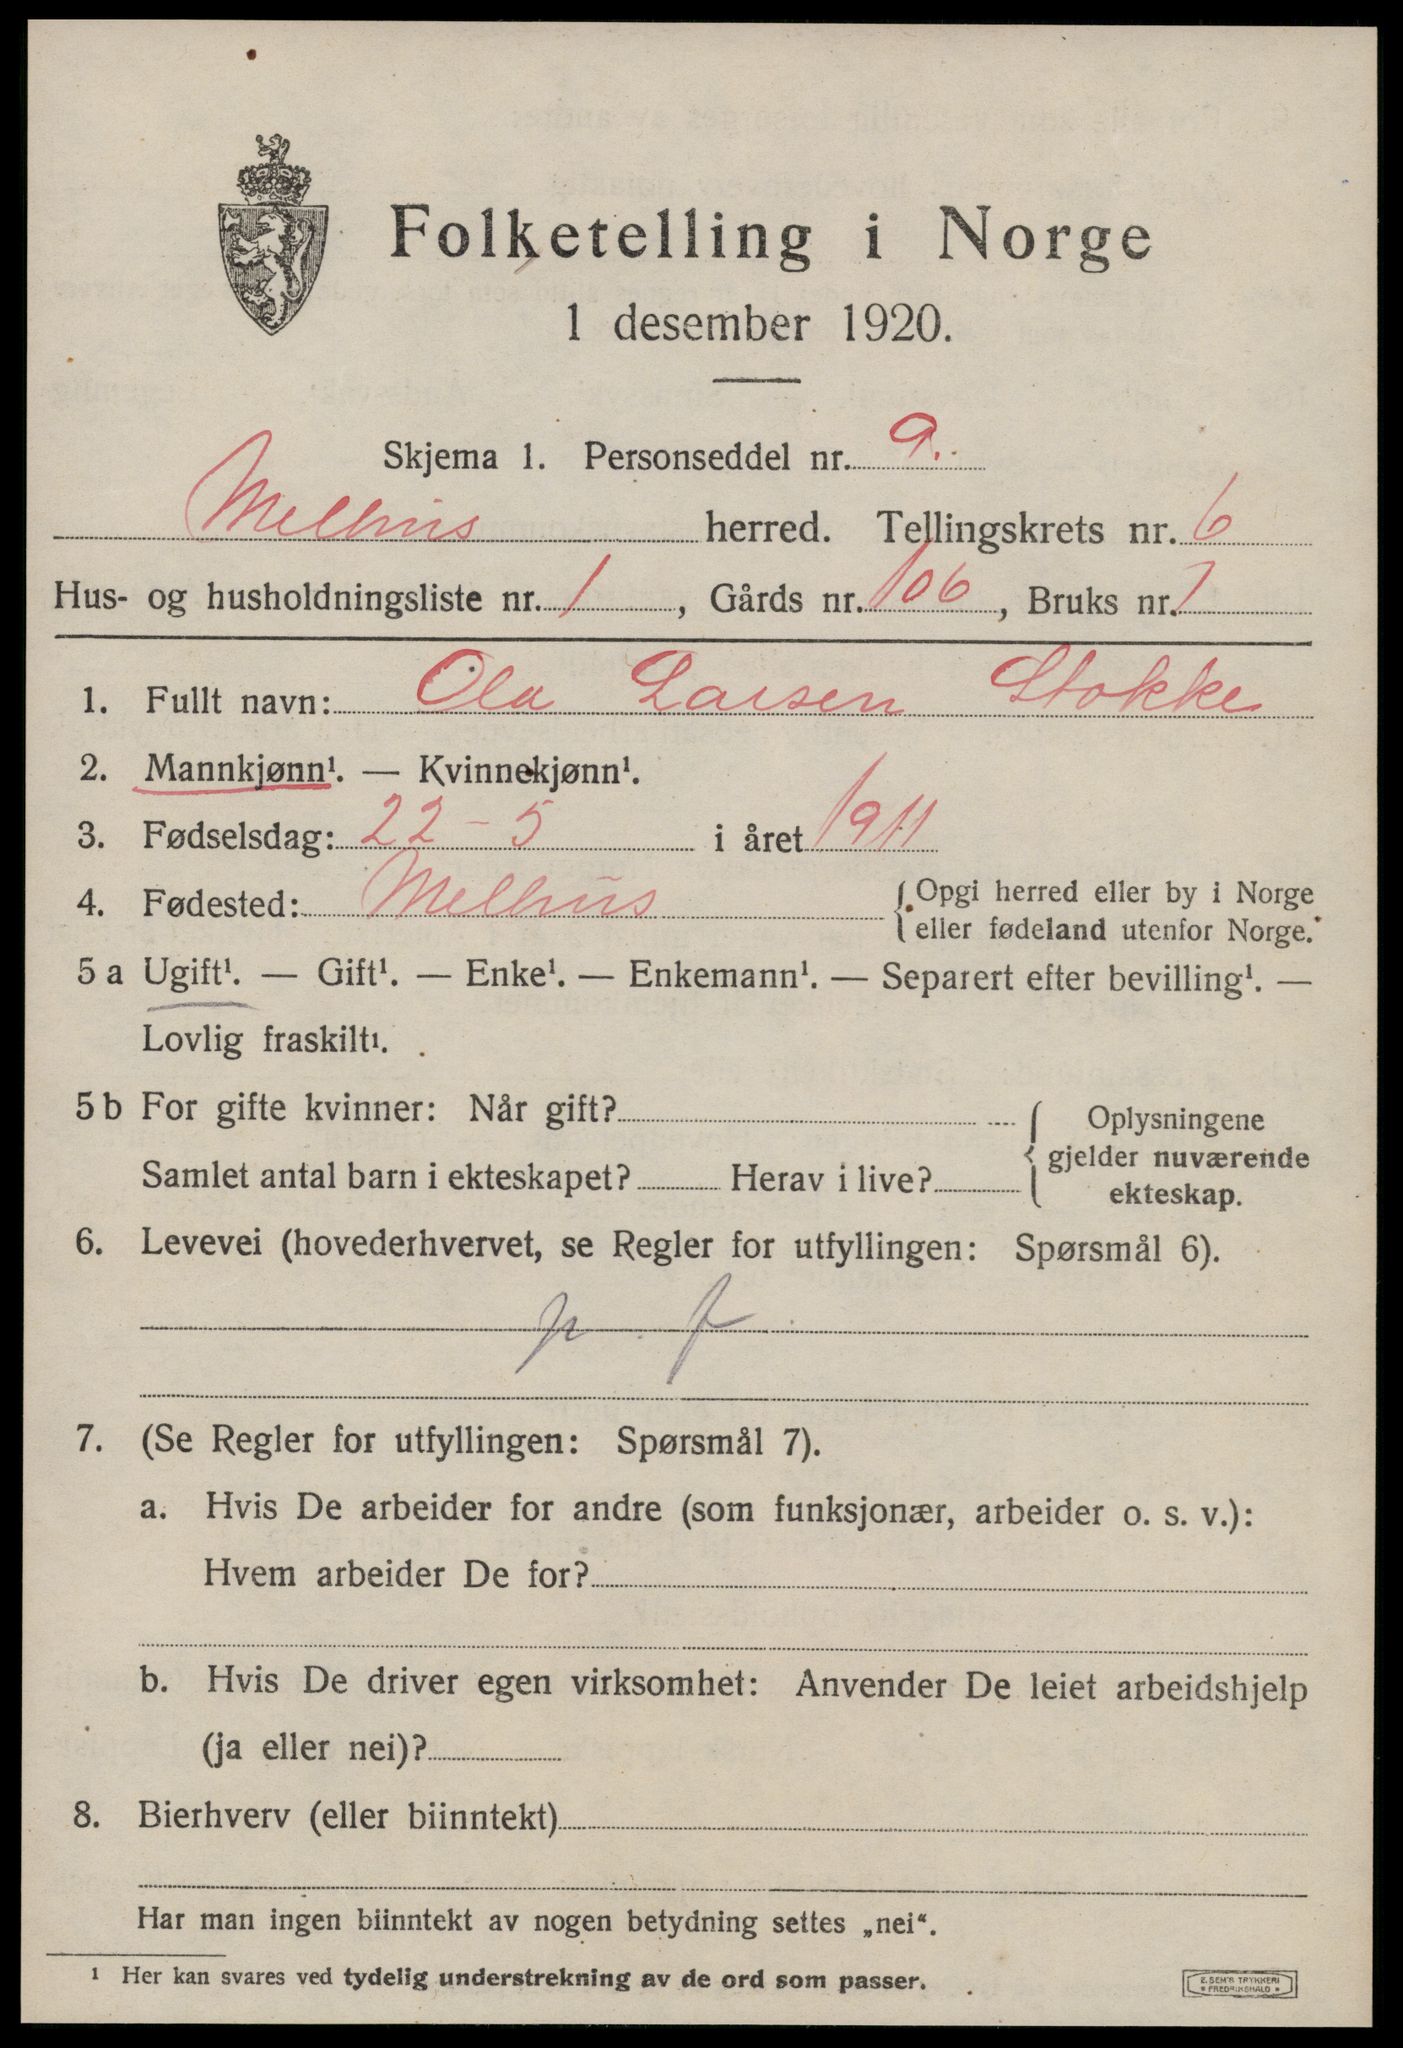 Folketelling i Norge
1 desember 1920.
Skjema 1. Personseddel nr. 9.
Melhus herred. Tellingskrets nr. 6
Hus- og husholdningsliste nr. 1, Gårds nr. 106, Bruks nr. 7
1. Fullt navn: Ola Larsen Stokke
2. Mannkjønn¹. — Kvinnekjønn¹.
3. Fødselsdag: 22-5 i året 1911
4. Fødested: Melhus {Opgi herred eller by i Norge
eller fødeland utenfor Norge.
5 a Ugift¹. — Gift¹. — Enke¹. — Enkemann¹. — Separert efter bevilling¹. —
Lovlig fraskilt¹.
5 b For gifte kvinner: Når gift? { Oplysningene
gjelder nuværende
Samlet antal barn i ekteskapet? Herav i live?
ekteskap.
6. Levevei (hovederhvervet, se Regler for utfyllingen: Spørsmål 6).
p. f.
7. (Se Regler for utfyllingen: Spørsmål 7).
a. Hvis De arbeider for andre (som funksjonær, arbeider o. s. v.):
Hvem arbeider De for?
b. Hvis De driver egen virksomhet: Anvender De leiet arbeidshjelp
(ja eller nei)?
8. Bierhverv (eller biinntekt)
Har man ingen biinntekt av nogen betydning settes „nei“.
¹ Her kan svares ved tydelig understrekning av de ord som passer.
E. SEM'S TRYKKERI
* FREDRIKSHALD *